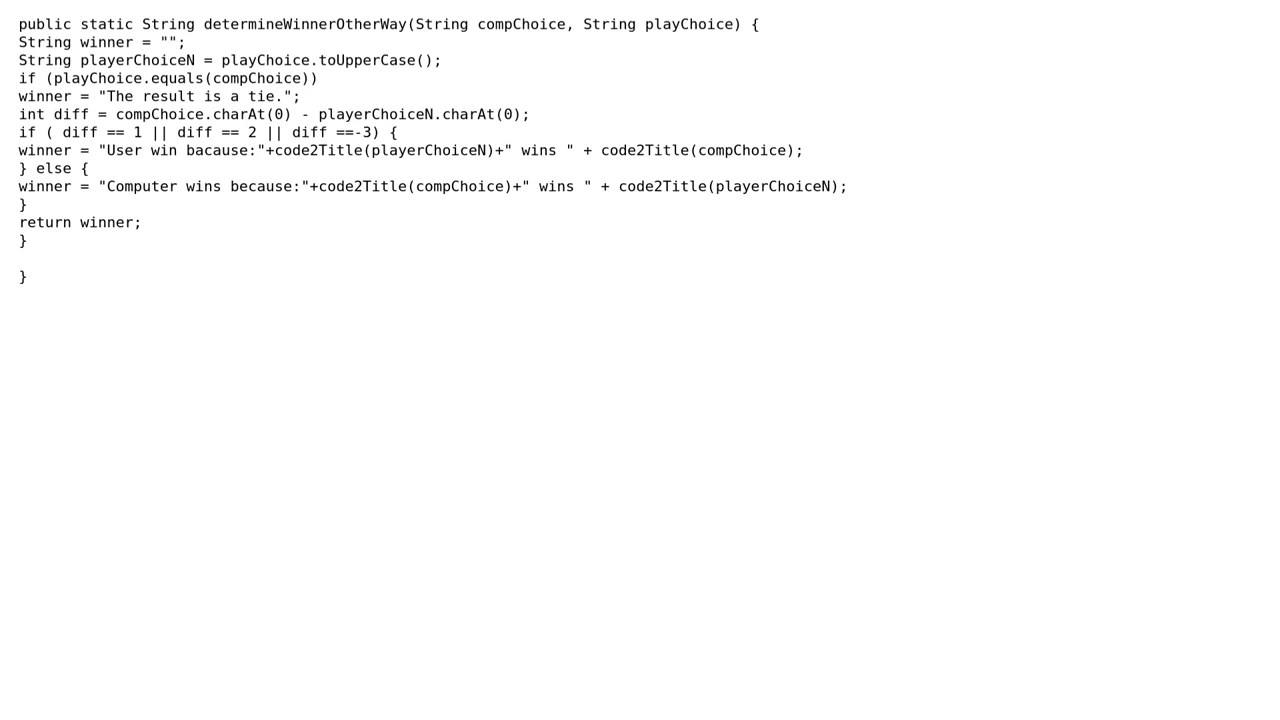 public static String determineWinnerOtherWay(String compChoice, String playChoice) {
String winner = "";
String playerChoiceN = playChoice.toUpperCase();
if (playChoice.equals(compChoice))
winner = "The result is a tie.";
int diff = compChoice.charAt(0) - playerChoiceN.charAt(0);
if ( diff == 1 || diff == 2 || diff ==-3) {
winner = "User win bacause:"+code2Title(playerChoiceN)+" wins " + code2Title(compChoice);
} else {
winner = "Computer wins because:"+code2Title(compChoice)+" wins " + code2Title(playerChoiceN);
}
return winner;
}
}